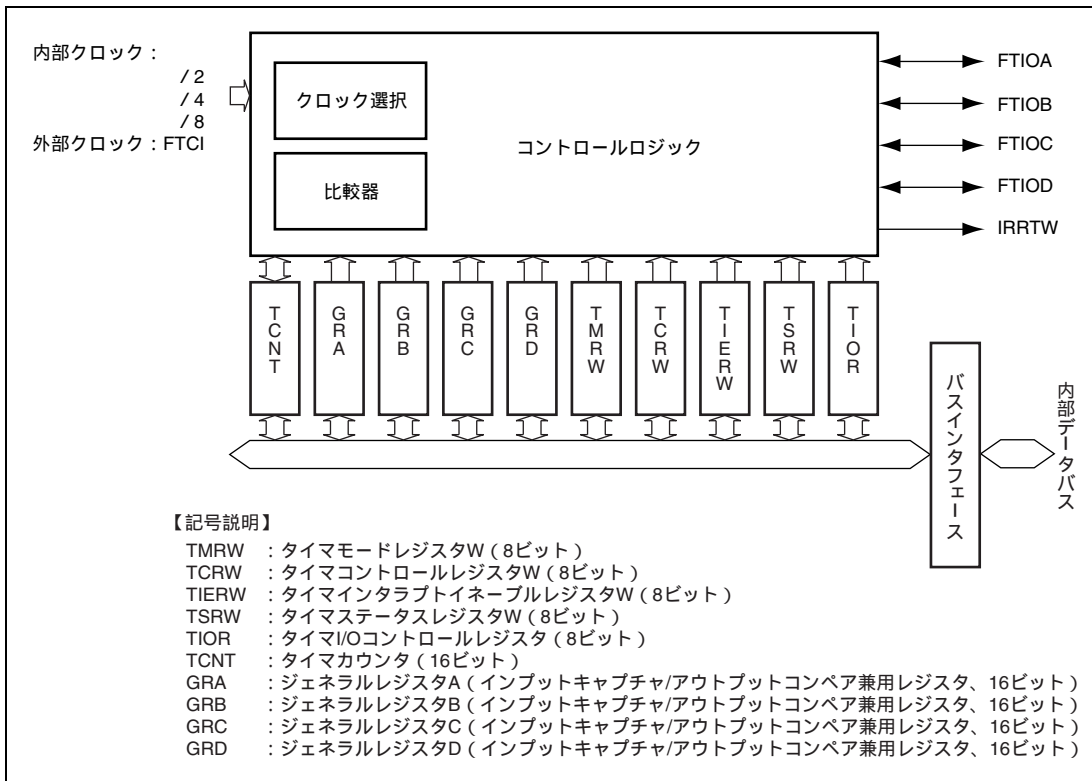 内部クロック：
/ 2
/ 4
/ 8
外部クロック：FTCI
クロック選択
比較器
コントロールロジック
FTIOA
FTIOB
FTIOC
FTIOD
IRRTW
TCNT
GRA
GRB
GRC
GRD
TMRW
TCRW
TIERW
TSRW
TIOR
バスインタフェース
内部データバス
【記号説明】
TMRW ：タイマモードレジスタW（8ビット）
TCRW ：タイマコントロールレジスタW（8ビット）
TIERW ：タイマインタラプトイネーブルレジスタW（8ビット）
TSRW ：タイマステータスレジスタW（8ビット）
TIOR ：タイマI/Oコントロールレジスタ（8ビット）
TCNT ：タイマカウンタ（16ビット）
GRA ：ジェネラルレジスタA（インプットキャプチャ/アウトプットコンペア兼用レジスタ、16ビット）
GRB ：ジェネラルレジスタB（インプットキャプチャ/アウトプットコンペア兼用レジスタ、16ビット）
GRC ：ジェネラルレジスタC（インプットキャプチャ/アウトプットコンペア兼用レジスタ、16ビット）
GRD ：ジェネラルレジスタD（インプットキャプチャ/アウトプットコンペア兼用レジスタ、16ビット）